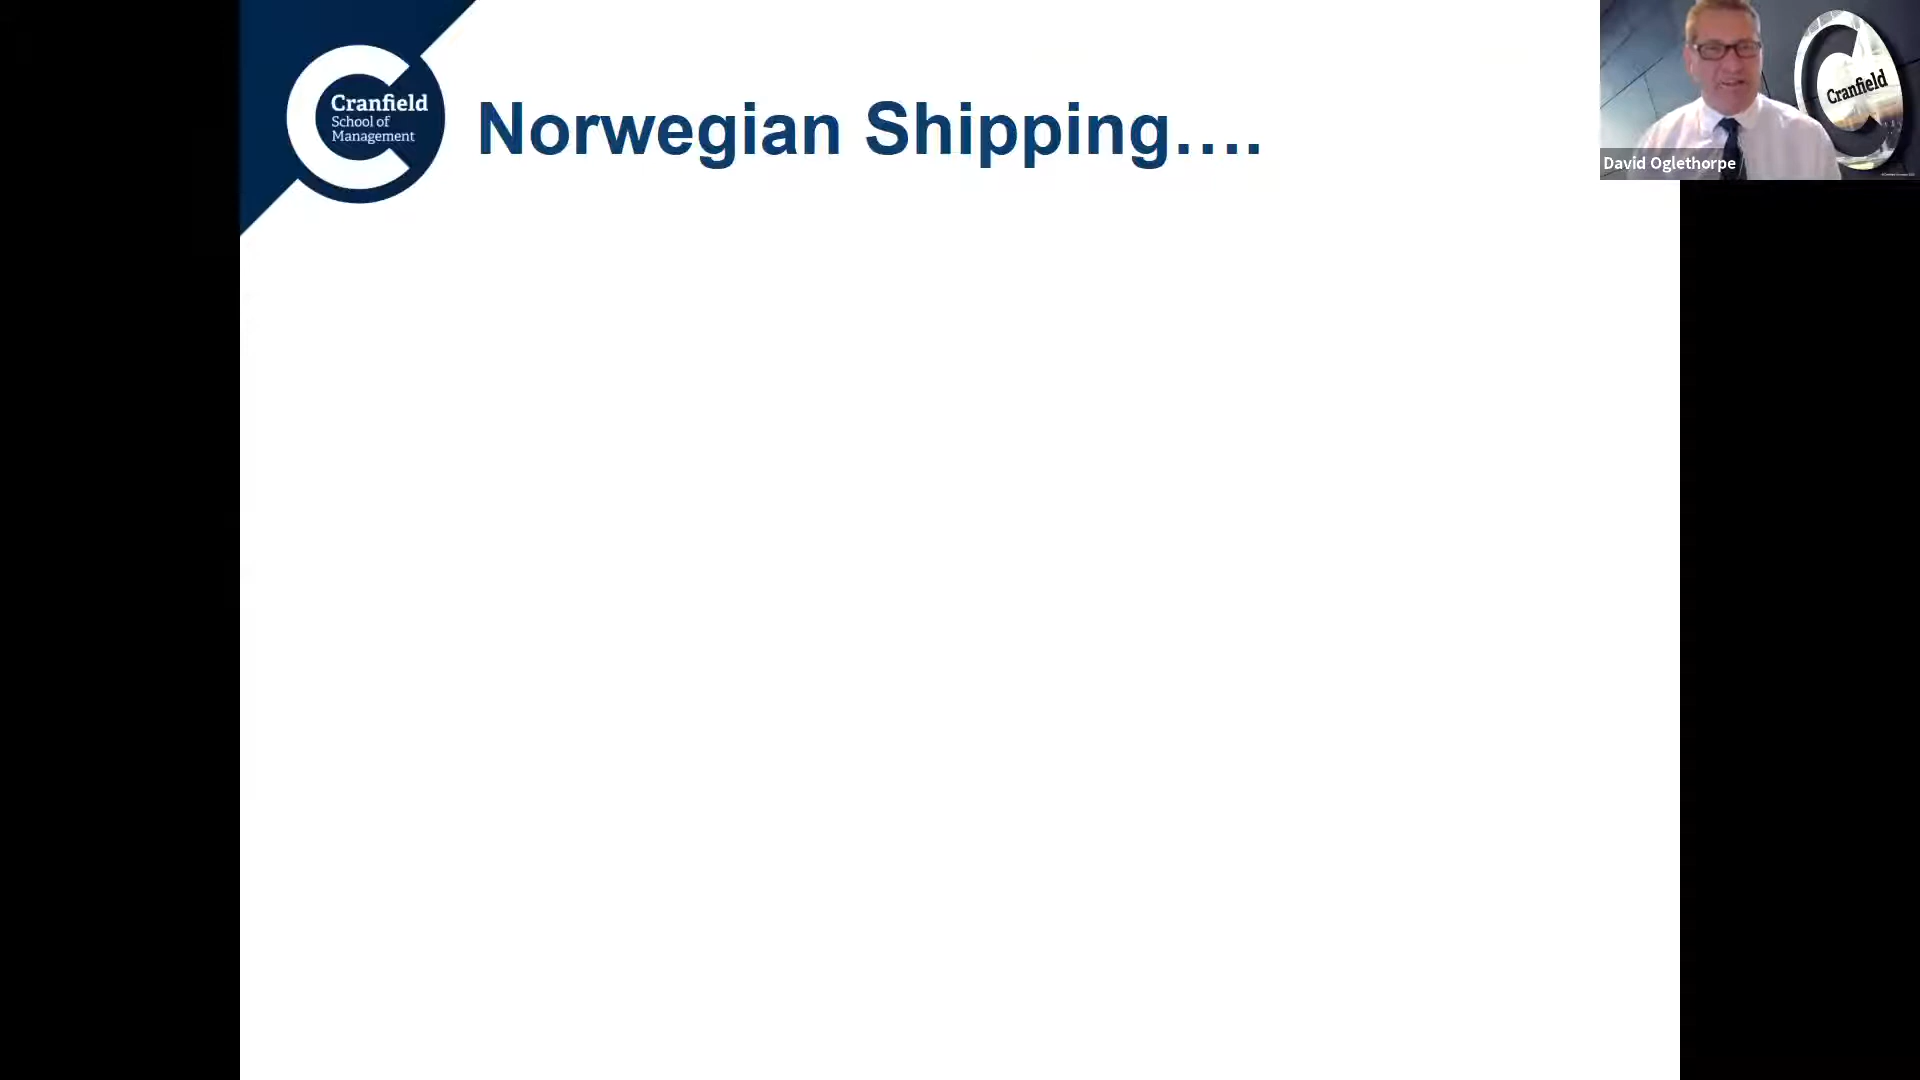 Cranfield
School of
Management
Norwegian Shipping....
Cranfield
David Oglethorpe